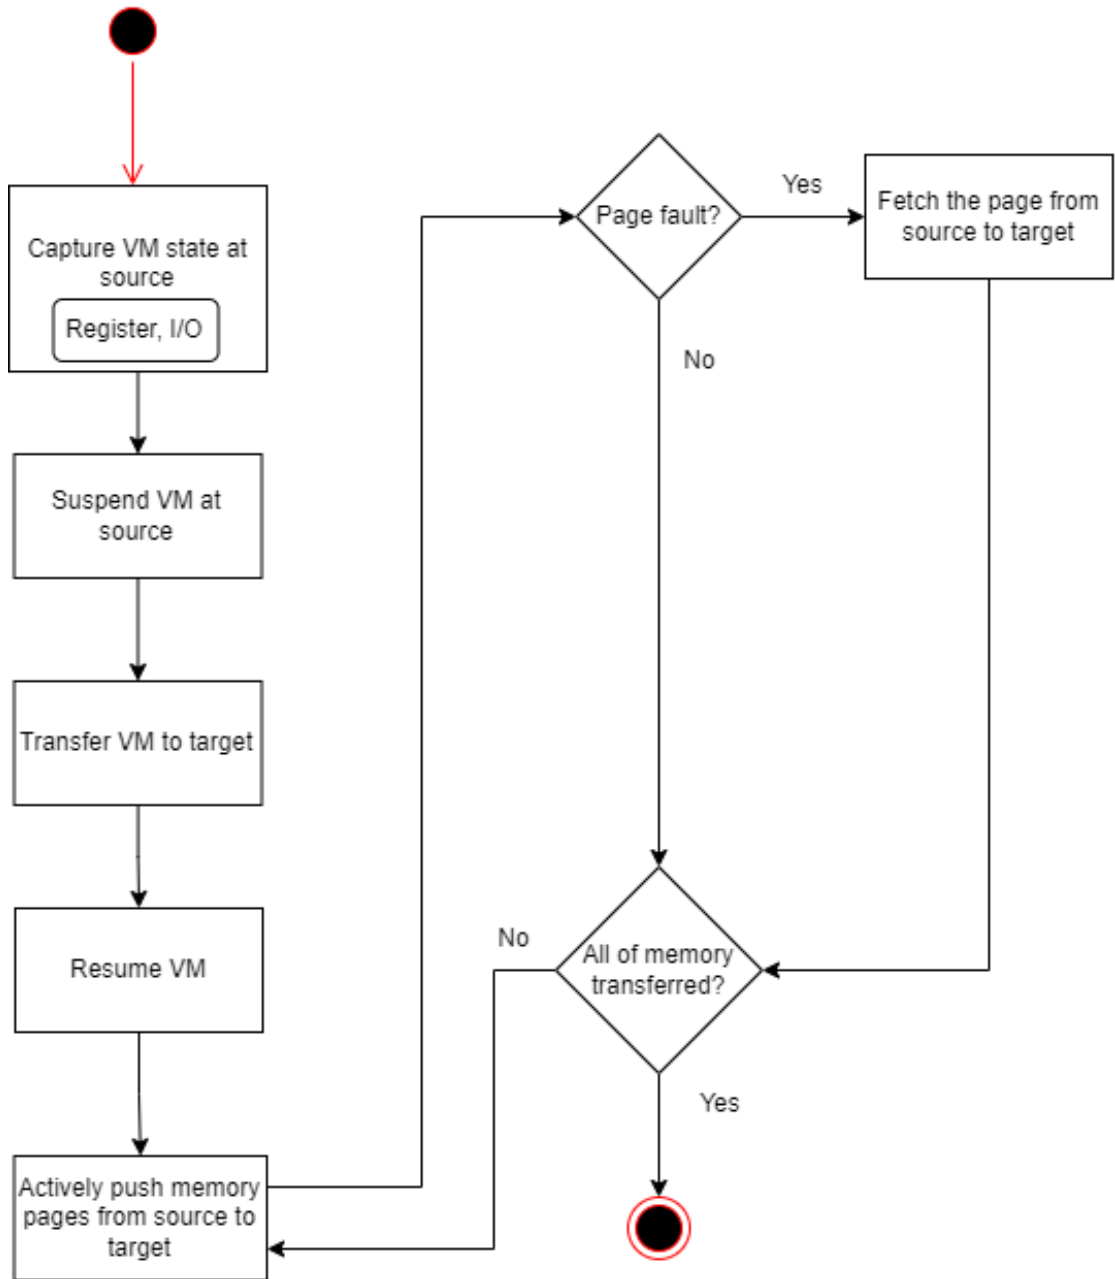 Capture VM state at
source
Register, I/O
Suspend VM at
source
Transfer VM to target
Resume VM
Actively push memory
pages from source to
target
Page fault?
Yes
Fetch the page from
source to target
No
All of memory
transferred?
No
Yes